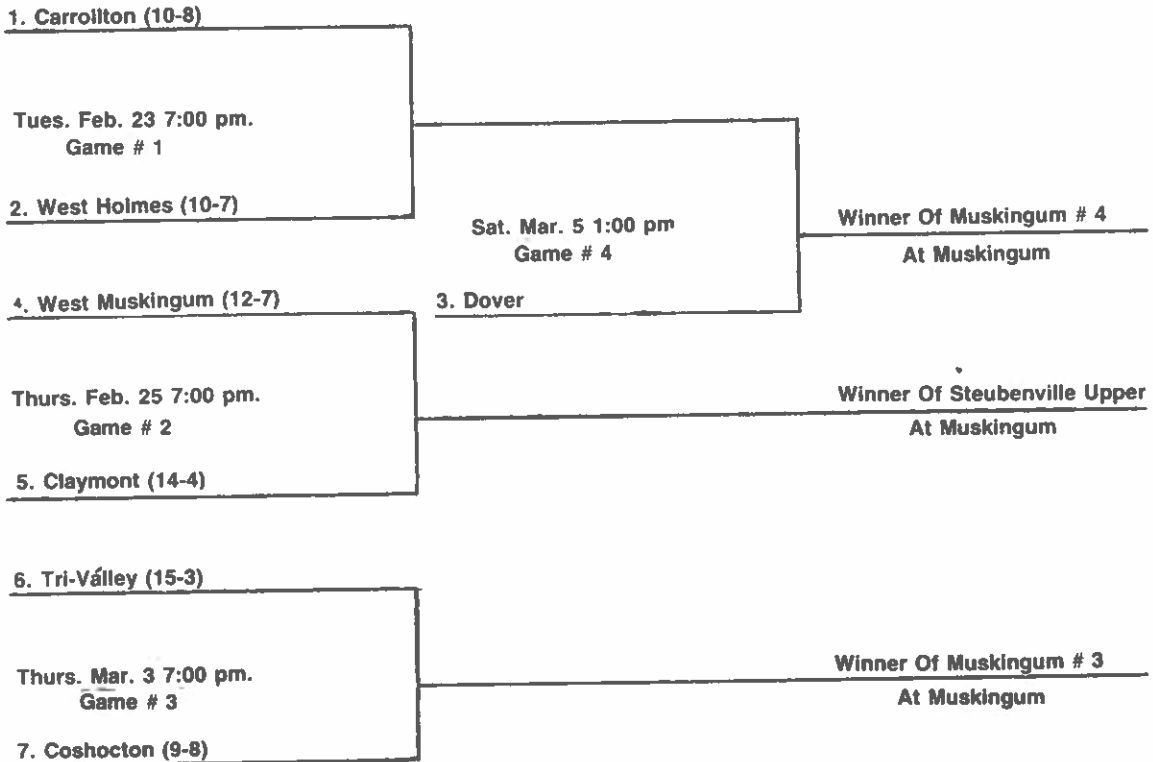 1. Carrollton (10-8)
Tues. Feb. 23 7:00 pm.
Game # 1
2. West Holmes (10-7)
Sat. Mar. 5 1:00 pm
Game # 4
3. Dover
Winner Of Muskingum # 4
At Muskingum
4. West Muskingum (12-7)
Thurs. Feb. 25 7:00 pm.
Game # 2
5. Claymont (14-4)
Winner Of Steubenville Upper
At Muskingum
6. Tri-Valley (15-3)
Thurs. Mar. 3 7:00 pm.
Game # 3
7. Coshocton (9-8)
Winner Of Muskingum # 3
At Muskingum